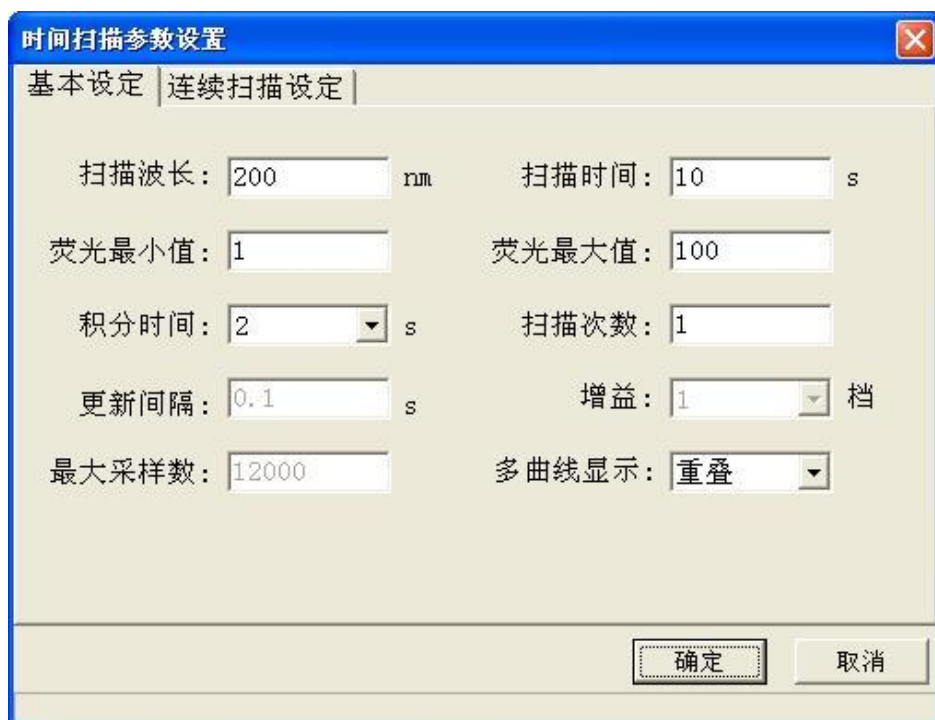 时间扫描参数设置
基本设定 连续扫描设定
扫描波长: 200 nm 扫描时间: 10 s
荧光最小值: 1 荧光最大值: 100
积分时间: 2 s 扫描次数: 1
更新间隔: 0.1 s 增益: 1 档
最大采样数: 12000 多曲线显示: 重叠
确定 取消